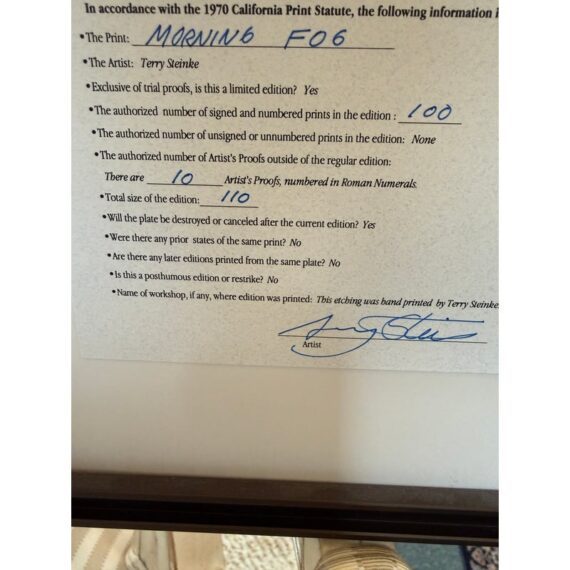 In accordance with the 1970 California Print Statute, the following information i
•The Print: MORNING FOG
•The Artist: Terry Steinke
•Exclusive of trial proofs, is this a limited edition? Yes
•The authorized number of signed and numbered prints in the edition : 100
•The authorized number of unsigned or unnumbered prints in the edition: None
•The authorized number of Artist's Proofs outside of the regular edition:
There are 10 Artist's Proofs, numbered in Roman Numerals.
•Total size of the edition: 110
•Will the plate be destroyed or canceled after the current edition? Yes
•Were there any prior states of the same print? No
•Are there any later editions printed from the same plate? No
•Is this a posthumous edition or restrike? No
•Name of workshop, if any, where edition was printed: This etching was hand printed by Terry Steinke
Artist